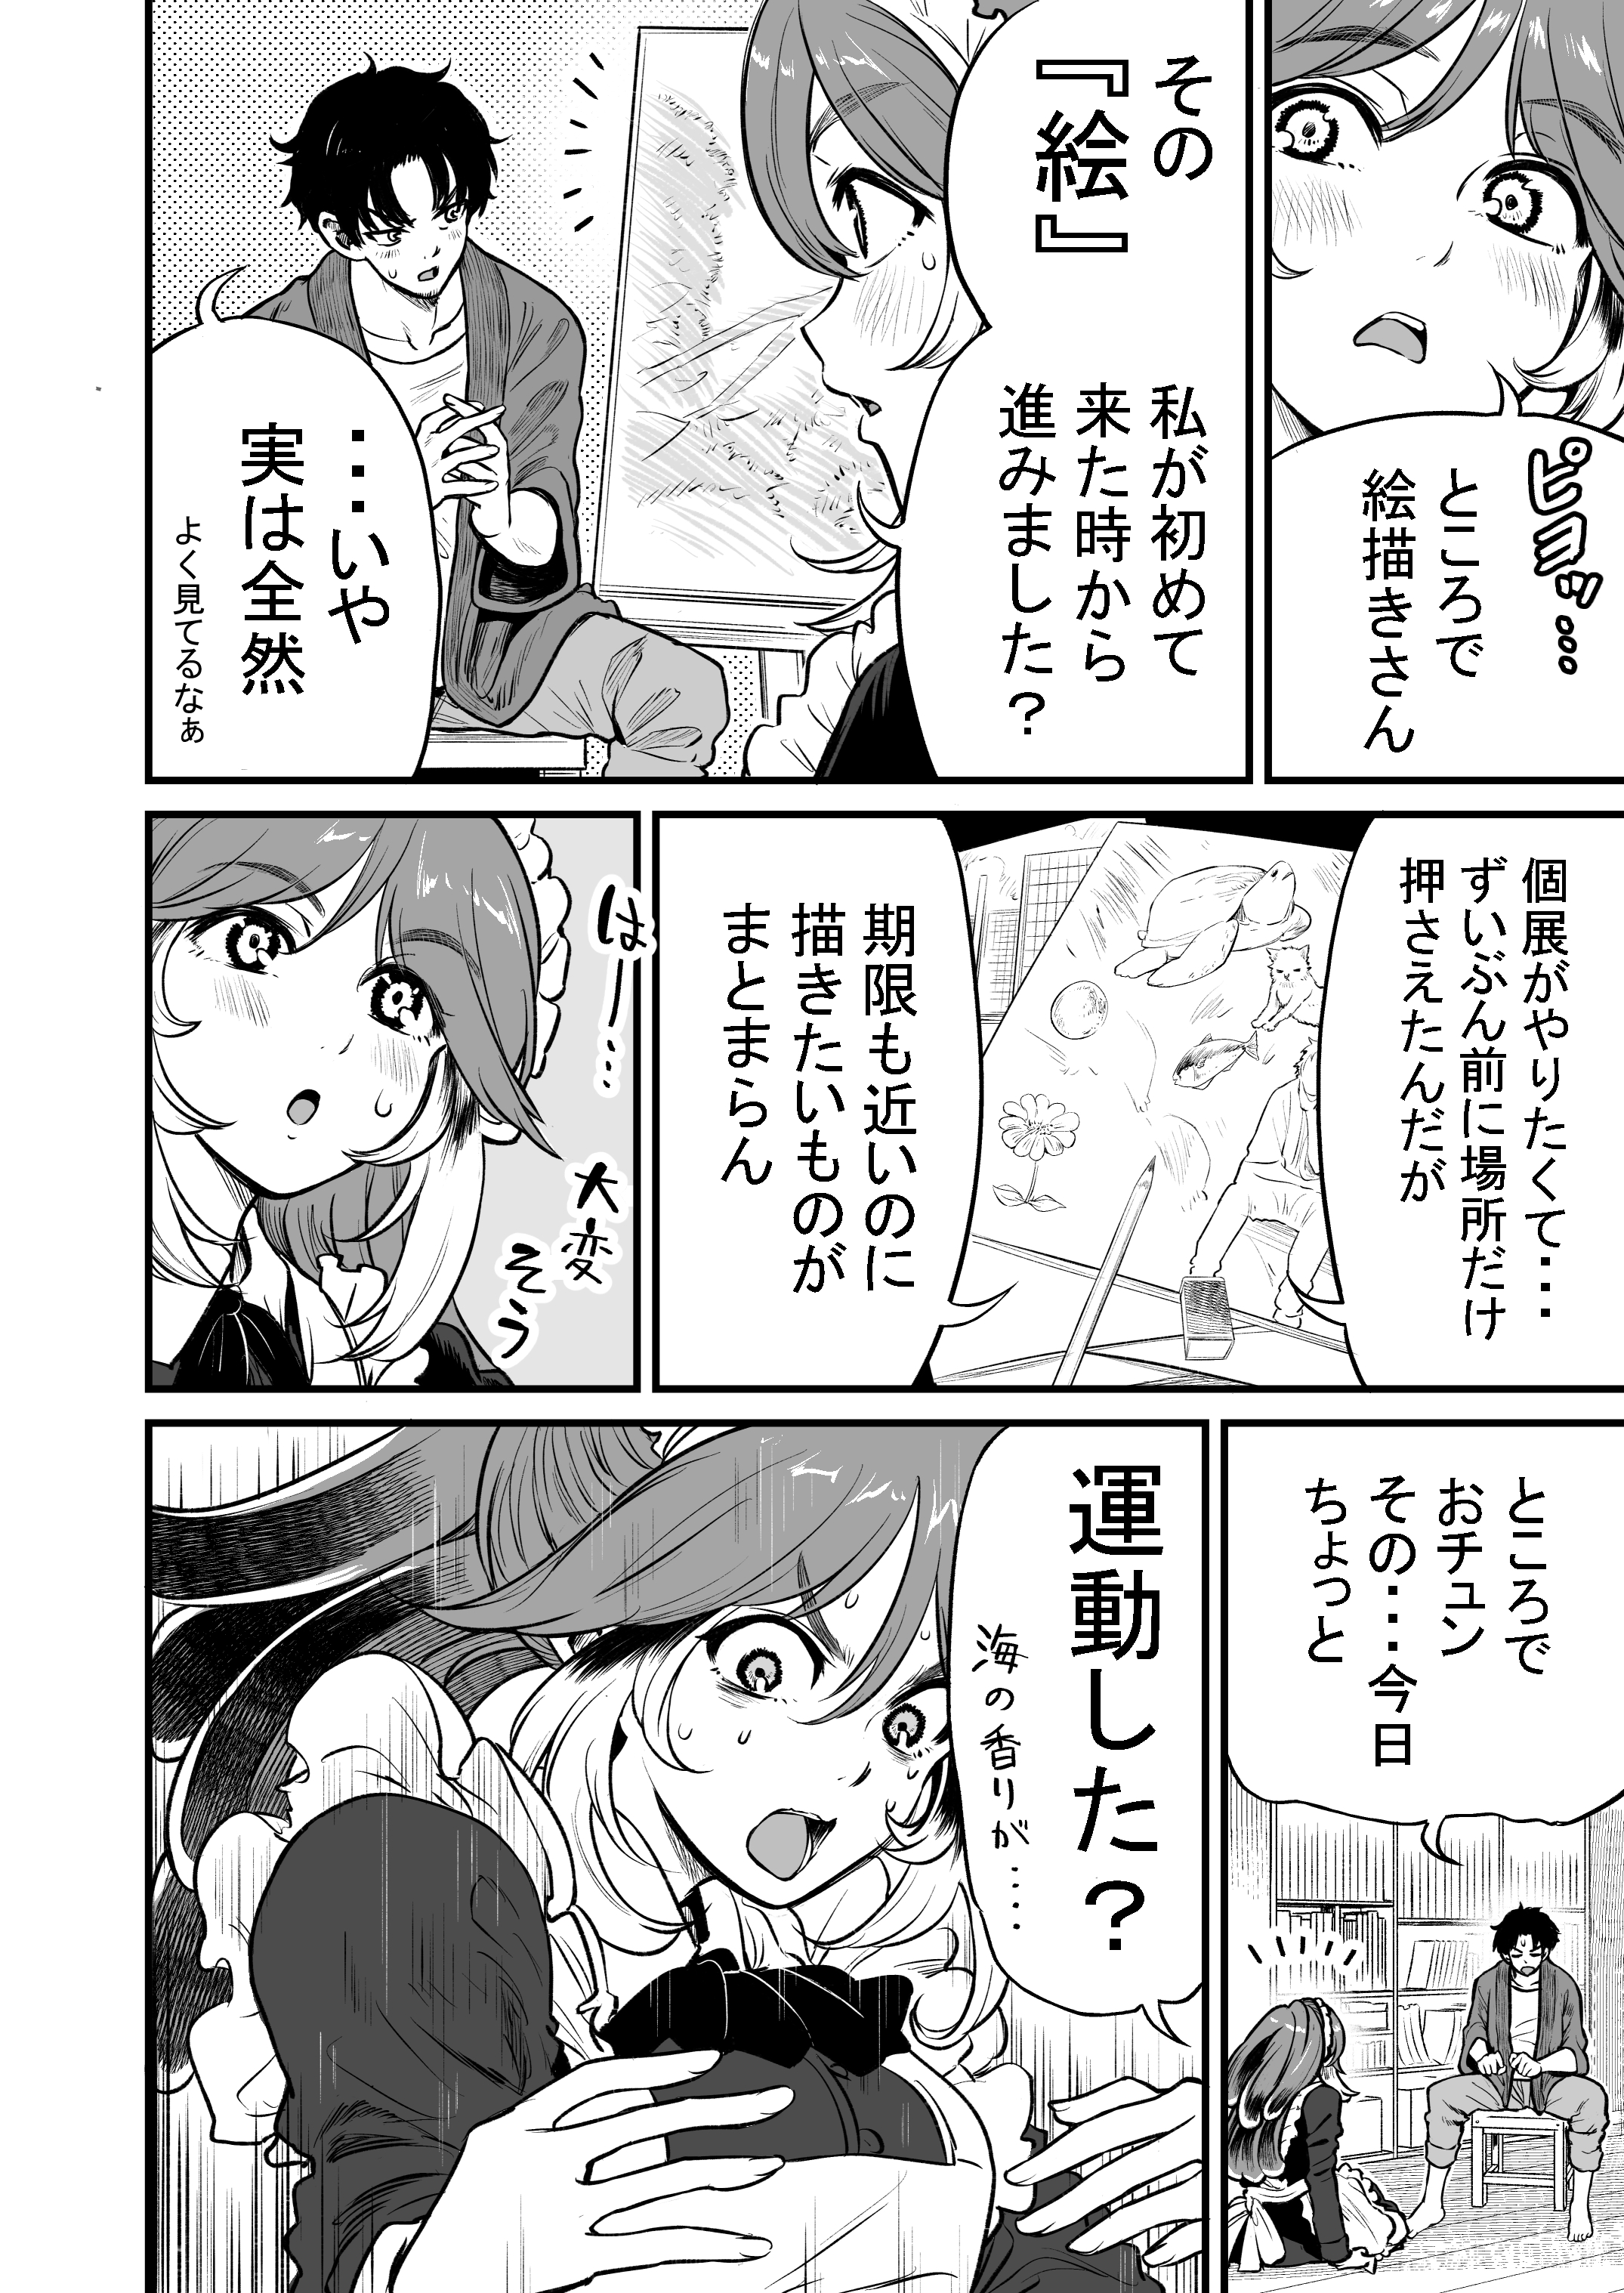 ピヨッ…
ところで
絵描きさん
その
『絵』
私が初めて
来た時から
進みました?
・・・いや
実は全然
よく見てるなぁ
個展がやりたくて・・・
ずいぶん前に場所だけ
押さえたんだが
期限も近いのに
描きたいものが
まとまらん
はー…
大変
そう
ところで
おチュン
その・・・今日
ちょっと
運動した?
海の香りが‥‥